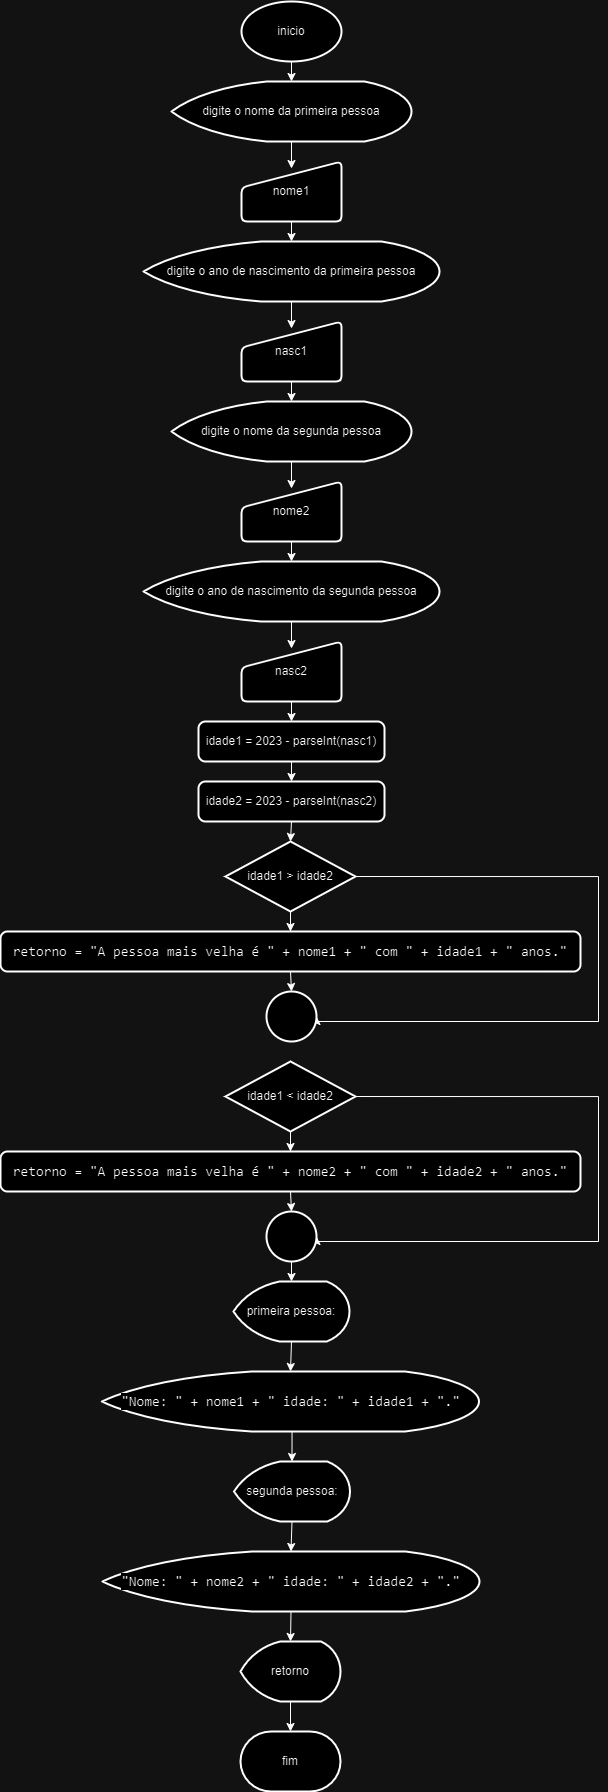 inicio
digite o nome da primeira pessoa
nome1
digite o ano de nascimento da primeira pessoa
nasc1
digite o nome da segunda pessoa
nome2
digite o ano de nascimento da segunda pessoa
nasc2
idade1 = 2023 - parseInt(nasc1)
idade2 = 2023 - parseInt(nasc2)
idade1 > idade2
retorno = "A pessoa mais velha é " + nome1 + " com " + idade1 + " anos."
idade1 < idade2
retorno = "A pessoa mais velha é " + nome2 + " com " + idade2 + " anos."
primeira pessoa:
"Nome: " + nome1 + " idade: " + idade1 + "."
segunda pessoa:
"Nome: " + nome2 + " idade: " + idade2 + "."
retorno
fim